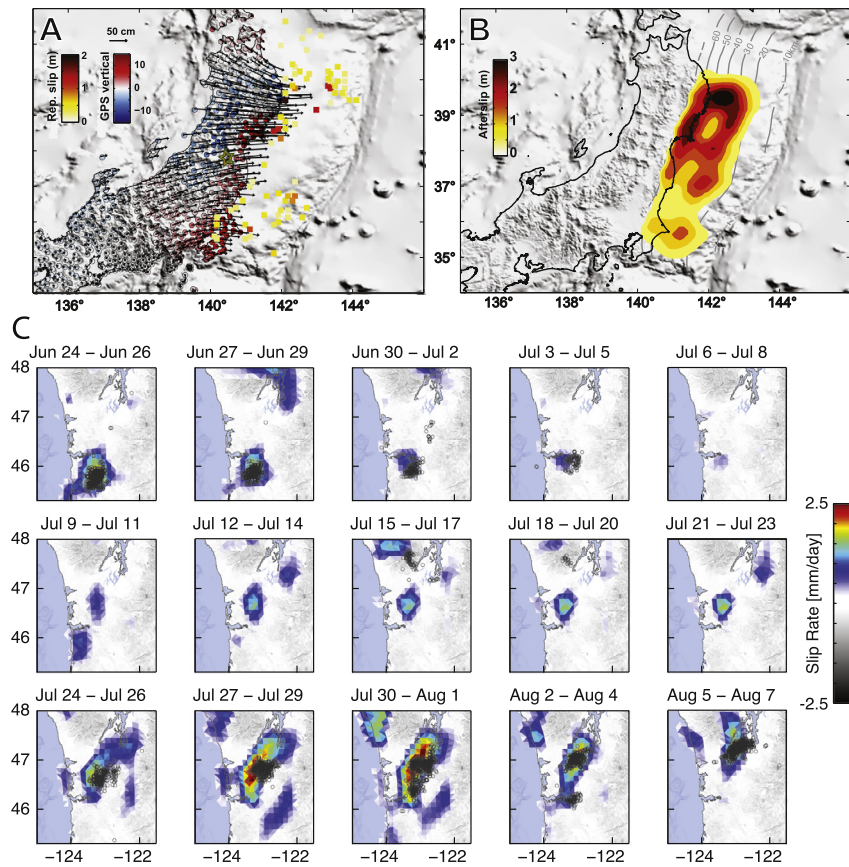 A
50 cm
Rep. slip (m)
2
1
0
GPS vertical
10
0
−10
41°
39°
37°
35°
136°
138°
140°
142°
144°
B
Afterslip (m)
3
2
1
0
60
50
40
30
20
10km
41°
39°
37°
35°
136°
138°
140°
142°
144°
C
Jun 24 − Jun 26
Jun 27 − Jun 29
Jun 30 − Jul 2
Jul 3 − Jul 5
Jul 6 − Jul 8
48
47
46
Jul 9 − Jul 11
Jul 12 − Jul 14
Jul 15 − Jul 17
Jul 18 − Jul 20
Jul 21 − Jul 23
48
47
46
Jul 24 − Jul 26
Jul 27 − Jul 29
Jul 30 − Aug 1
Aug 2 − Aug 4
Aug 5 − Aug 7
48
47
46
−124 −122
−124 −122
−124 −122
−124 −122
−124 −122
2.5
Slip Rate [mm/day]
-2.5